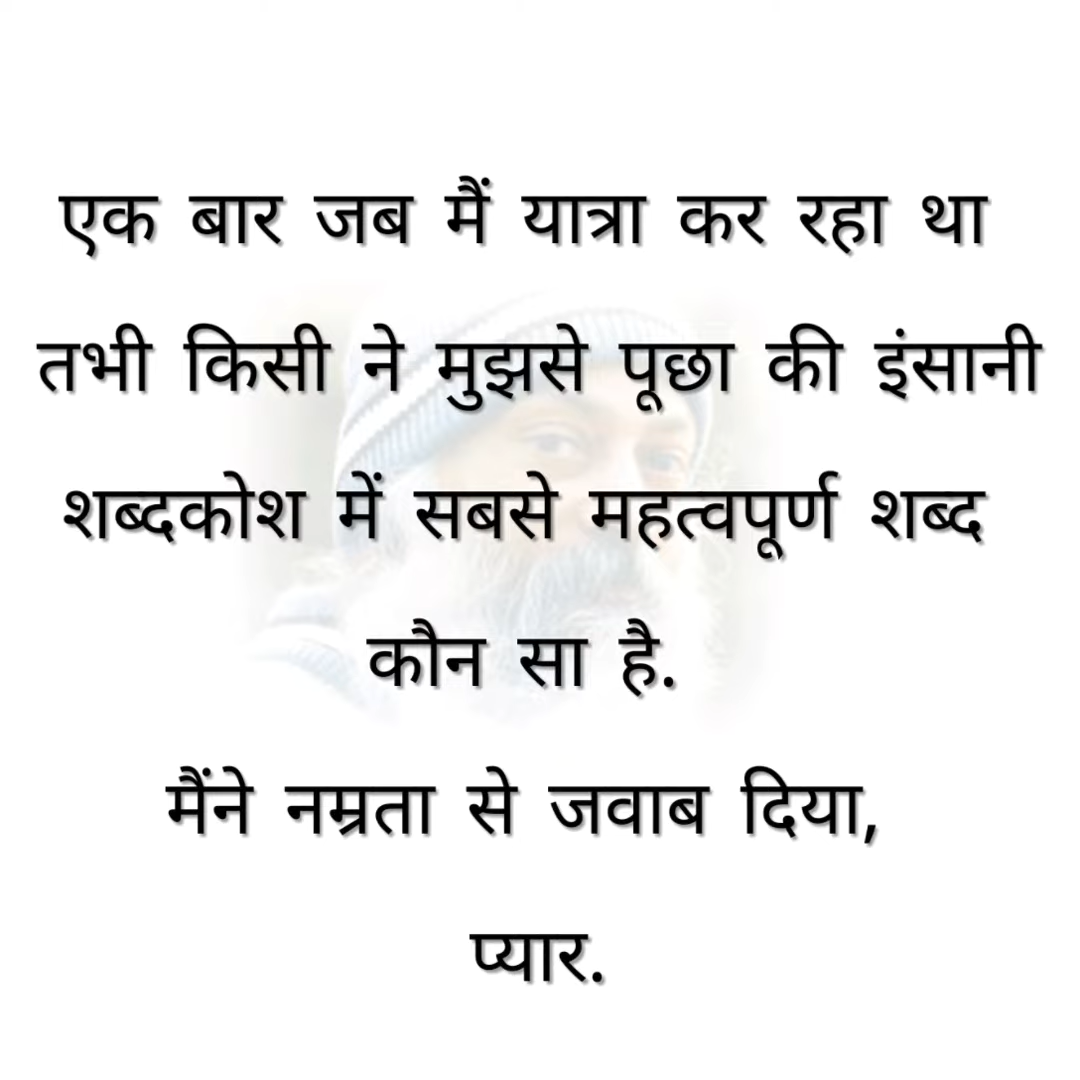 एक बार जब मैं यात्रा कर रहा था
तभी किसी ने मुझसे पूछा की इंसानी
शब्दकोश में सबसे महत्वपूर्ण शब्द
कौन सा है.
मैंने नम्रता से जवाब दिया,
प्यार.